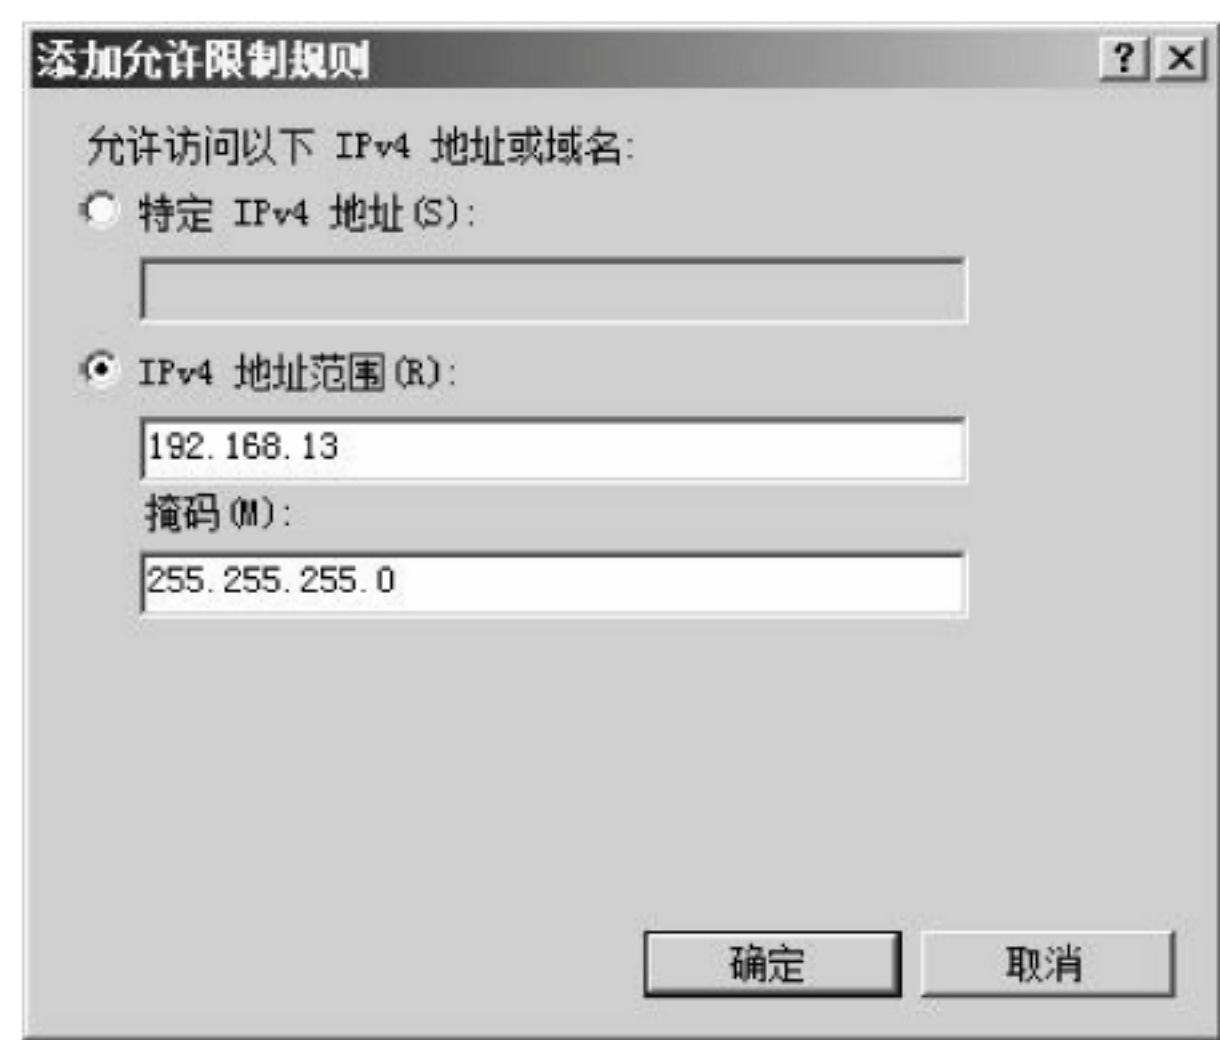 添加允许限制规则
允许访问以下 IPv4 地址或域名:
特定 IPv4 地址(S):
IPv4 地址范围(R):
192.168.13
掩码(M):
255.255.255.0
确定 取消